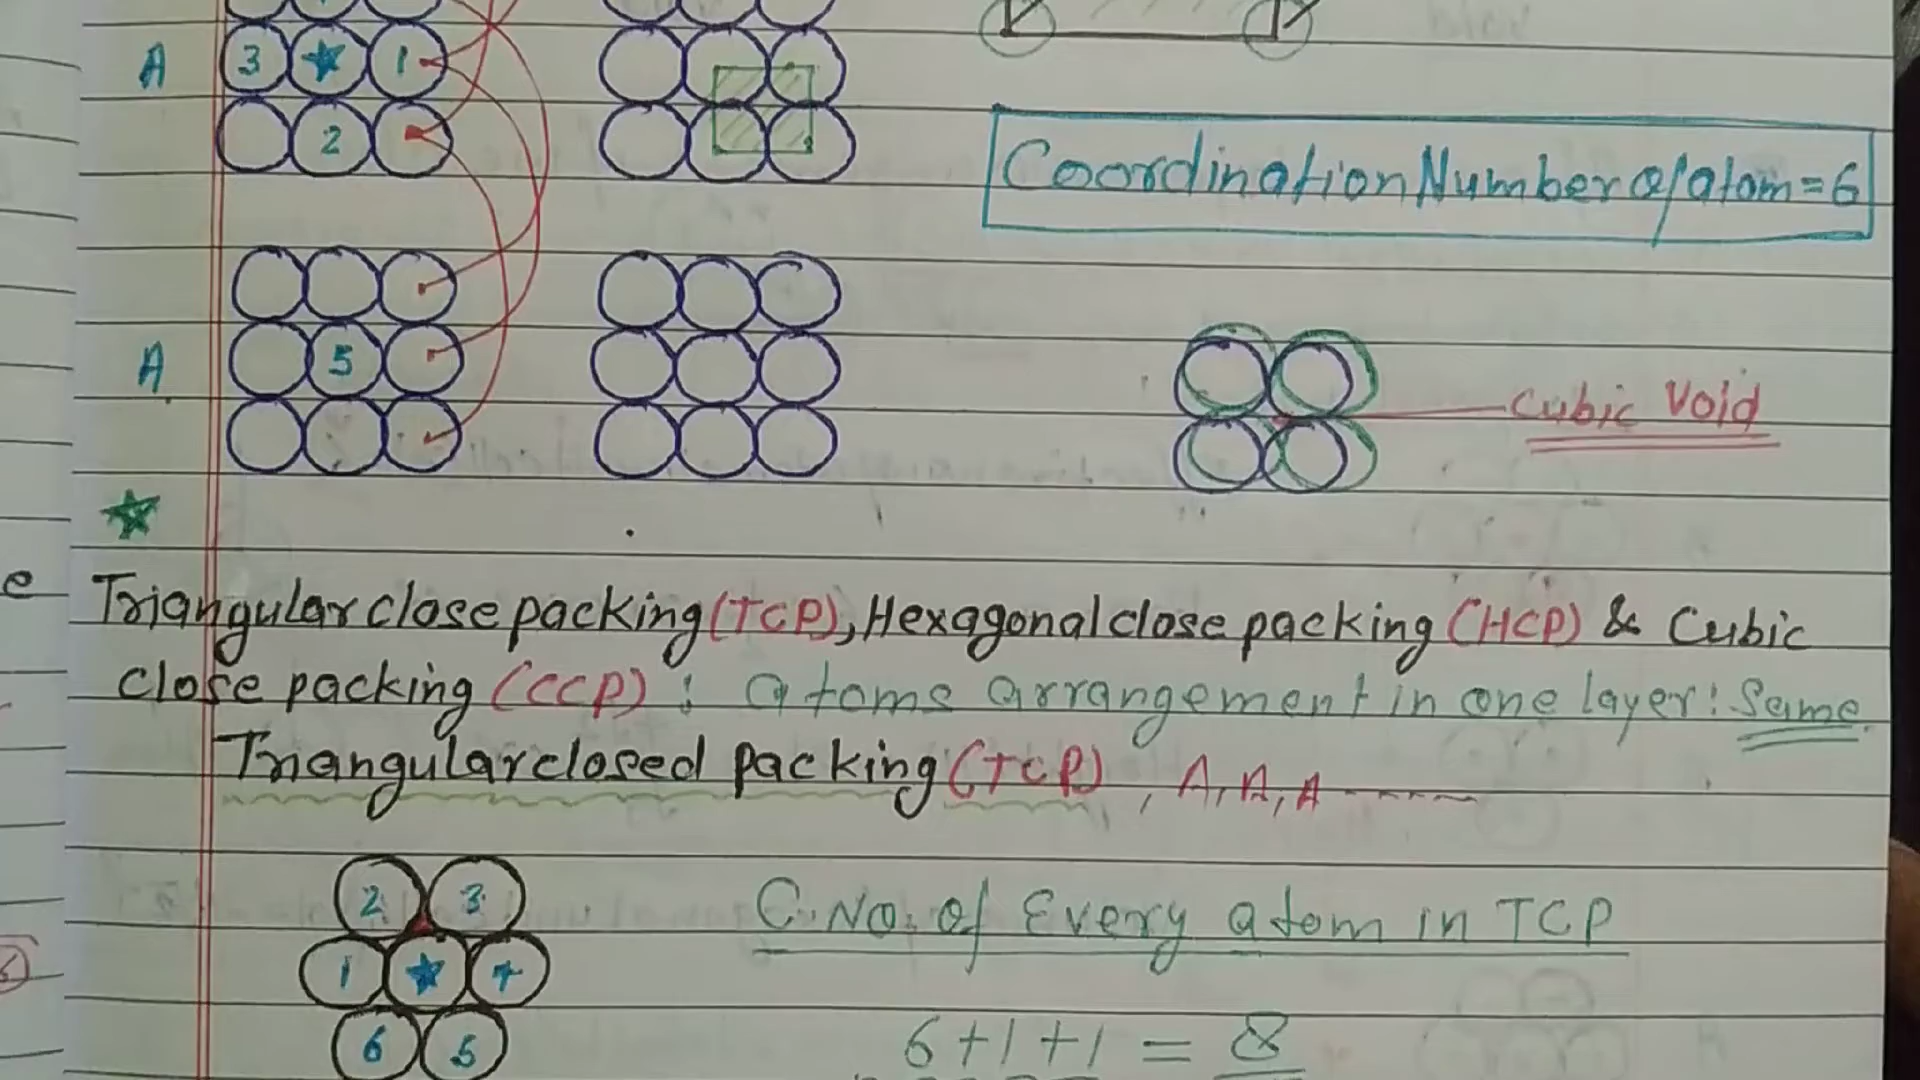 A 3 1
2
Coordination Number of atom = 6
A 5
Cubic Void
e
Triangular close packing (TCP), Hexagonal close packing (HCP) & Cubic
close packing (CCP) : atoms arrangement in one layer : Same.
Triangular closed packing (TCP) , A, A, A -----
2 3
C. No. of Every atom in TCP
1 4
6 5
6+1+1 = 8